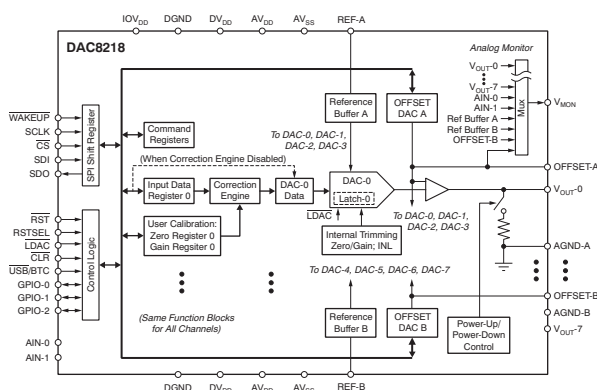 IOVDD DGND DVDD AVDD AVSS REF-A
DAC8218
Analog Monitor
VOUT-0
VOUT-7
AIN-0
AIN-1
Ref Buffer A
Ref Buffer B
OFFSET-B
Mux
VMON
WAKEUP
SCLK
CS
SDI
SDO
SPI Shift Register
Command
Registers
Reference
Buffer A
OFFSET
DAC A
To DAC-0, DAC-1,
DAC-2, DAC-3
OFFSET-A
(When Correction Engine Disabled)
Input Data
Register 0
Correction
Engine
DAC-0
Data
DAC-0
Latch-0
LDAC
VOUT-0
To DAC-0, DAC-1,
DAC-2, DAC-3
RST
RSTSEL
LDAC
CLR
USB/BTC
GPIO-0
GPIO-1
GPIO-2
Control Logic
User Calibration:
Zero Register 0
Gain Register 0
Internal Trimming
Zero/Gain; INL
AGND-A
To DAC-4, DAC-5, DAC-6, DAC-7
(Same Function Blocks
for All Channels)
Reference
Buffer B
OFFSET
DAC B
Power-Up/
Power-Down
Control
OFFSET-B
AGND-B
VOUT-7
AIN-0
AIN-1
DGND DVDD AVDD AVSS REF-B